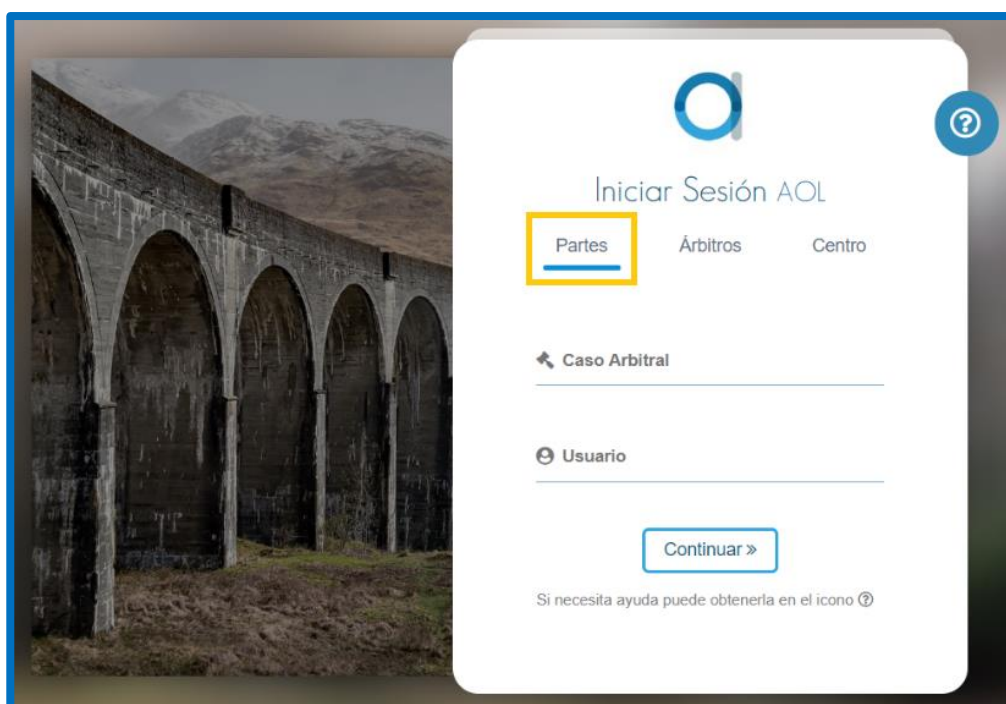 Iniciar Sesión AOL
Partes Árbitros Centro
Caso Arbitral
Usuario
Continuar »
Si necesita ayuda puede obtenerla en el icono ?